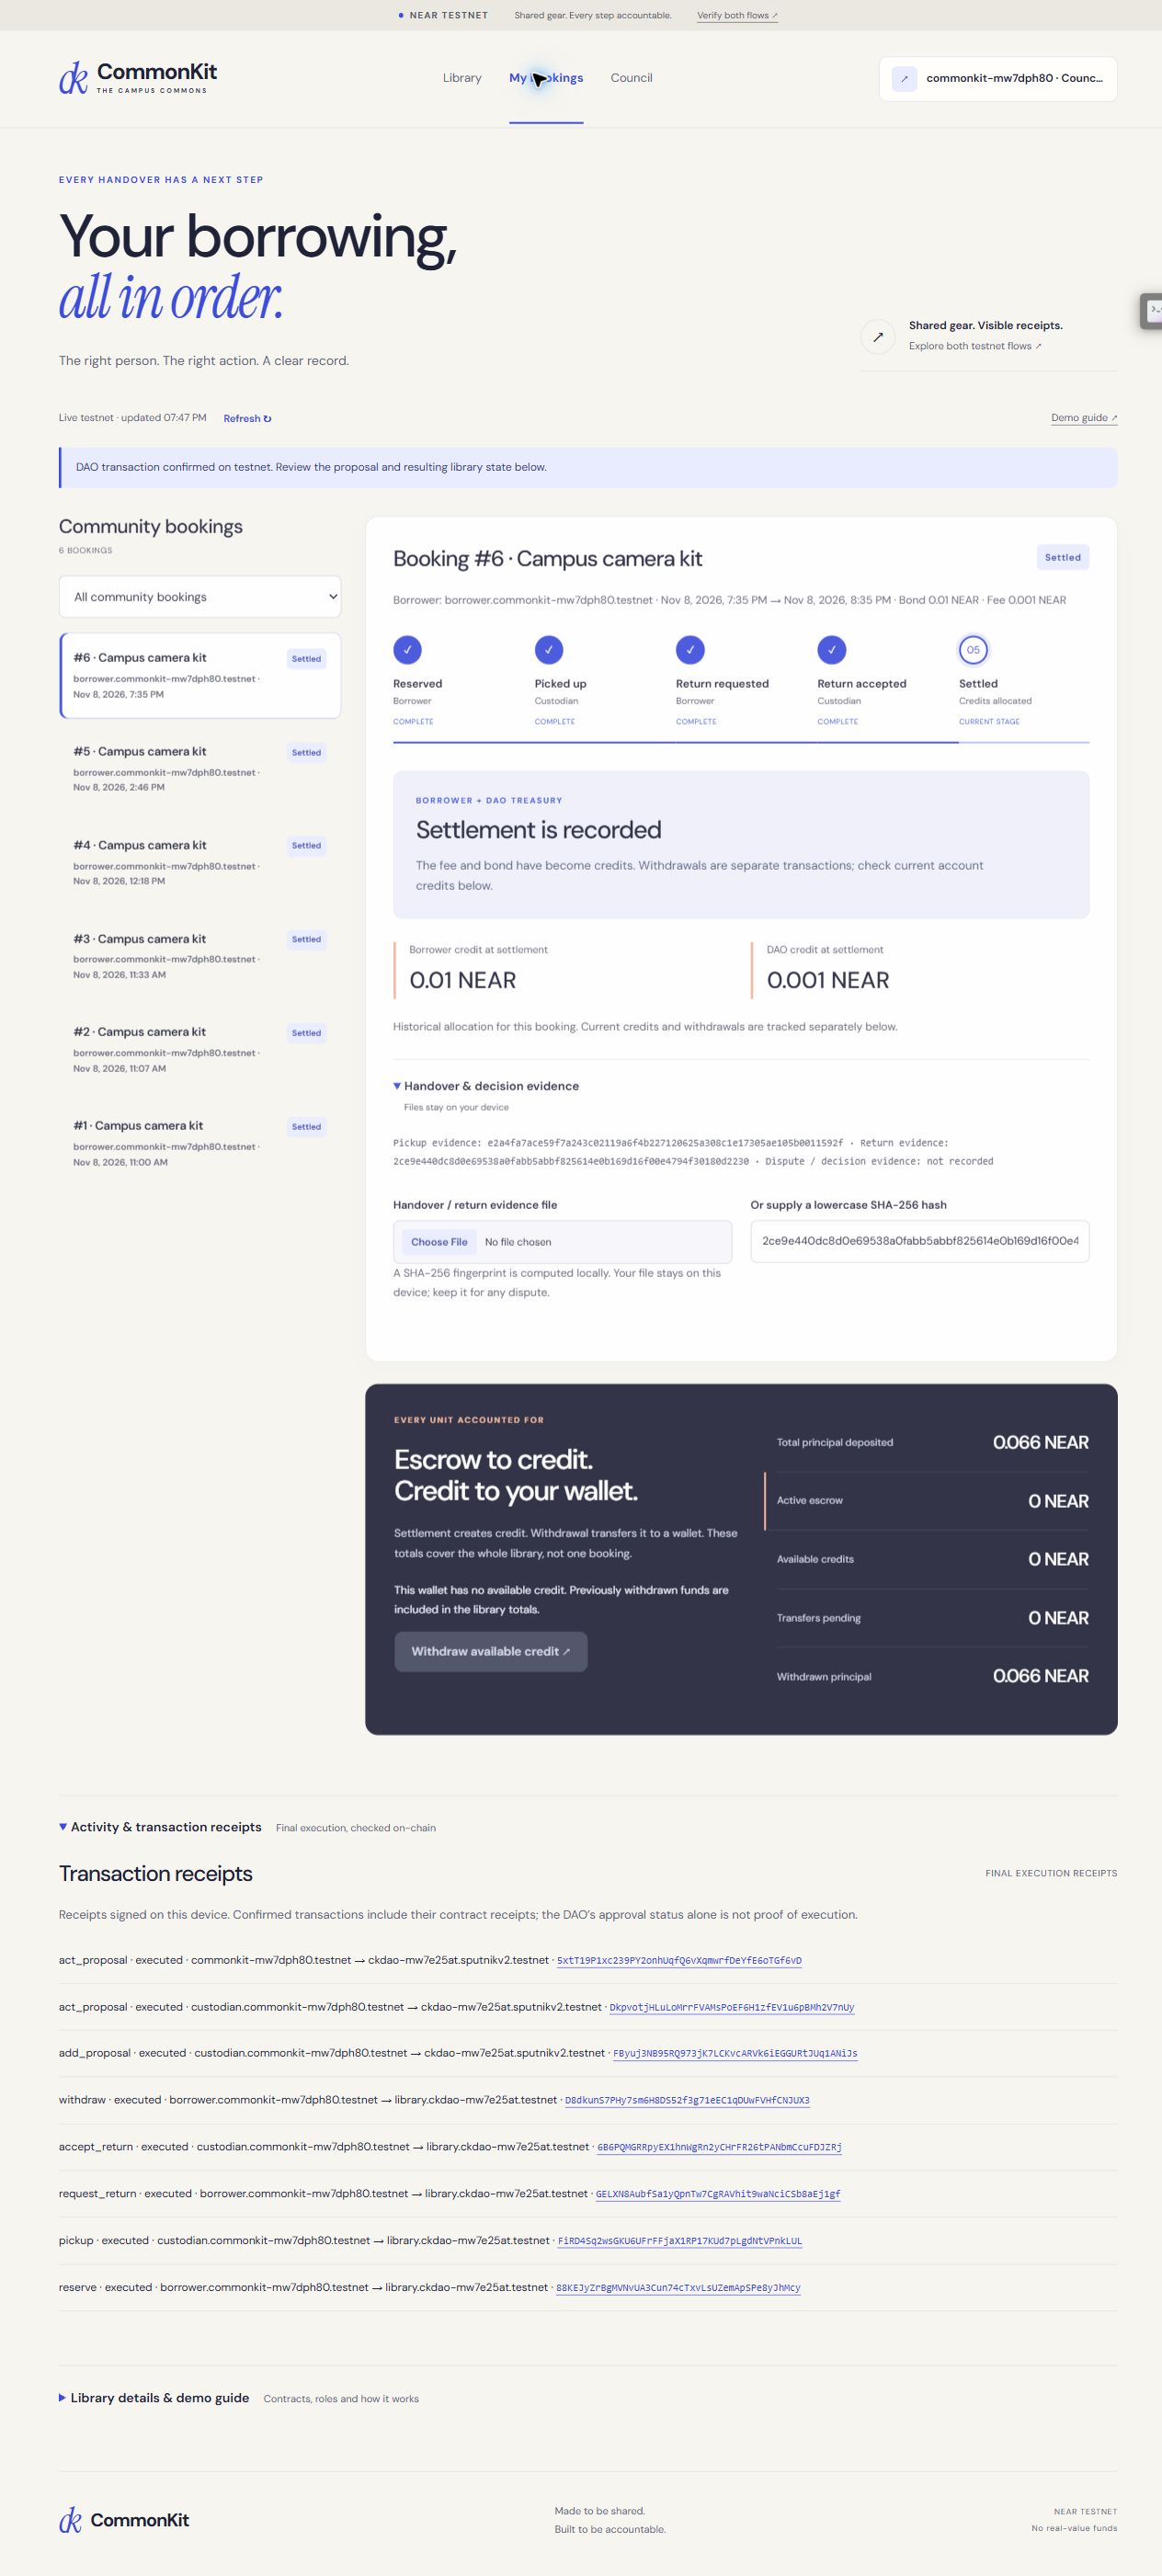 NEAR TESTNET Shared gear. Every step accountable. Verify both flows ↗
CommonKit
THE CAMPUS COMMONS
Library My Bookings Council
↗ commonkit-mw7dph80 · Counc...
EVERY HANDOVER HAS A NEXT STEP
Your borrowing,
all in order.
The right person. The right action. A clear record.
↗ Shared gear. Visible receipts.
Explore both testnet flows ↗
Live testnet · updated 07:47 PM Refresh ↻
Demo guide ↗
DAO transaction confirmed on testnet. Review the proposal and resulting library state below.
Community bookings
6 BOOKINGS
All community bookings
#6 · Campus camera kit Settled
borrower.commonkit-mw7dph80.testnet ·
Nov 8, 2026, 7:35 PM
#5 · Campus camera kit Settled
borrower.commonkit-mw7dph80.testnet ·
Nov 8, 2026, 2:46 PM
#4 · Campus camera kit Settled
borrower.commonkit-mw7dph80.testnet ·
Nov 8, 2026, 12:18 PM
#3 · Campus camera kit Settled
borrower.commonkit-mw7dph80.testnet ·
Nov 8, 2026, 11:33 AM
#2 · Campus camera kit Settled
borrower.commonkit-mw7dph80.testnet ·
Nov 8, 2026, 11:07 AM
#1 · Campus camera kit Settled
borrower.commonkit-mw7dph80.testnet ·
Nov 8, 2026, 11:00 AM
Booking #6 · Campus camera kit Settled
Borrower: borrower.commonkit-mw7dph80.testnet · Nov 8, 2026, 7:35 PM → Nov 8, 2026, 8:35 PM · Bond 0.01 NEAR · Fee 0.001 NEAR
✓ ✓ ✓ ✓ 05
Reserved Picked up Return requested Return accepted Settled
Borrower Custodian Borrower Custodian Credits allocated
COMPLETE COMPLETE COMPLETE COMPLETE CURRENT STAGE
BORROWER + DAO TREASURY
Settlement is recorded
The fee and bond have become credits. Withdrawals are separate transactions; check current account
credits below.
Borrower credit at settlement
0.01 NEAR
DAO credit at settlement
0.001 NEAR
Historical allocation for this booking. Current credits and withdrawals are tracked separately below.
▼ Handover & decision evidence
Files stay on your device
Pickup evidence: e2a4fa7ace59f7a243c02119a6f4b227120625a308c1e17305ae105b0011592f · Return evidence:
2ce9e440dc8d0e69538a0fabb5abbf825614e0b169d16f00e4794f30180d2230 · Dispute / decision evidence: not recorded
Handover / return evidence file
Choose File No file chosen
A SHA-256 fingerprint is computed locally. Your file stays on this
device; keep it for any dispute.
Or supply a lowercase SHA-256 hash
2ce9e440dc8d0e69538a0fabb5abbf825614e0b169d16f00e4
EVERY UNIT ACCOUNTED FOR
Escrow to credit.
Credit to your wallet.
Settlement creates credit. Withdrawal transfers it to a wallet. These
totals cover the whole library, not one booking.
This wallet has no available credit. Previously withdrawn funds are
included in the library totals.
Withdraw available credit ↗
Total principal deposited 0.066 NEAR
Active escrow 0 NEAR
Available credits 0 NEAR
Transfers pending 0 NEAR
Withdrawn principal 0.066 NEAR
▼ Activity & transaction receipts Final execution, checked on-chain
Transaction receipts
FINAL EXECUTION RECEIPTS
Receipts signed on this device. Confirmed transactions include their contract receipts; the DAO's approval status alone is not proof of execution.
act_proposal · executed · commonkit-mw7dph80.testnet → ckdao-mw7e25at.sputnikv2.testnet · 5xtT19P1xc239PY2onhUqfQ6vXqmwrfDeYfE6oTGf6vD
act_proposal · executed · custodian.commonkit-mw7dph80.testnet → ckdao-mw7e25at.sputnikv2.testnet · DkpvotjHLuLoMrrFVAMsPoEF6H1zfEV1u6pBMh2V7nUy
add_proposal · executed · custodian.commonkit-mw7dph80.testnet → ckdao-mw7e25at.sputnikv2.testnet · FByuj3NB95RQ973jK7LCKvcARVk6iEGGURtJUq1ANiJs
withdraw · executed · borrower.commonkit-mw7dph80.testnet → library.ckdao-mw7e25at.testnet · D8dkunS7PHy7sm6H8DS52f3g71eEC1qDUwFVHfCNJUX3
accept_return · executed · custodian.commonkit-mw7dph80.testnet → library.ckdao-mw7e25at.testnet · 6B6PQMGRRpyEX1hnWgRn2yCHrFR26tPANbmCcuFDJZRj
request_return · executed · borrower.commonkit-mw7dph80.testnet → library.ckdao-mw7e25at.testnet · GELXN8AubfSa1yQpnTw7CgRAVhit9waNciCSb8aEj1gf
pickup · executed · custodian.commonkit-mw7dph80.testnet → library.ckdao-mw7e25at.testnet · FiRD4Sq2wsGKU6UFrFFjaX1RP17KUd7pLgdNtVPnkLUL
reserve · executed · borrower.commonkit-mw7dph80.testnet → library.ckdao-mw7e25at.testnet · 88KEJyZrBgMVNvUA3Cun74cTxvLsUZemApSPe8yJhMcy
▶ Library details & demo guide Contracts, roles and how it works
CommonKit
Made to be shared.
Built to be accountable.
NEAR TESTNET
No real-value funds